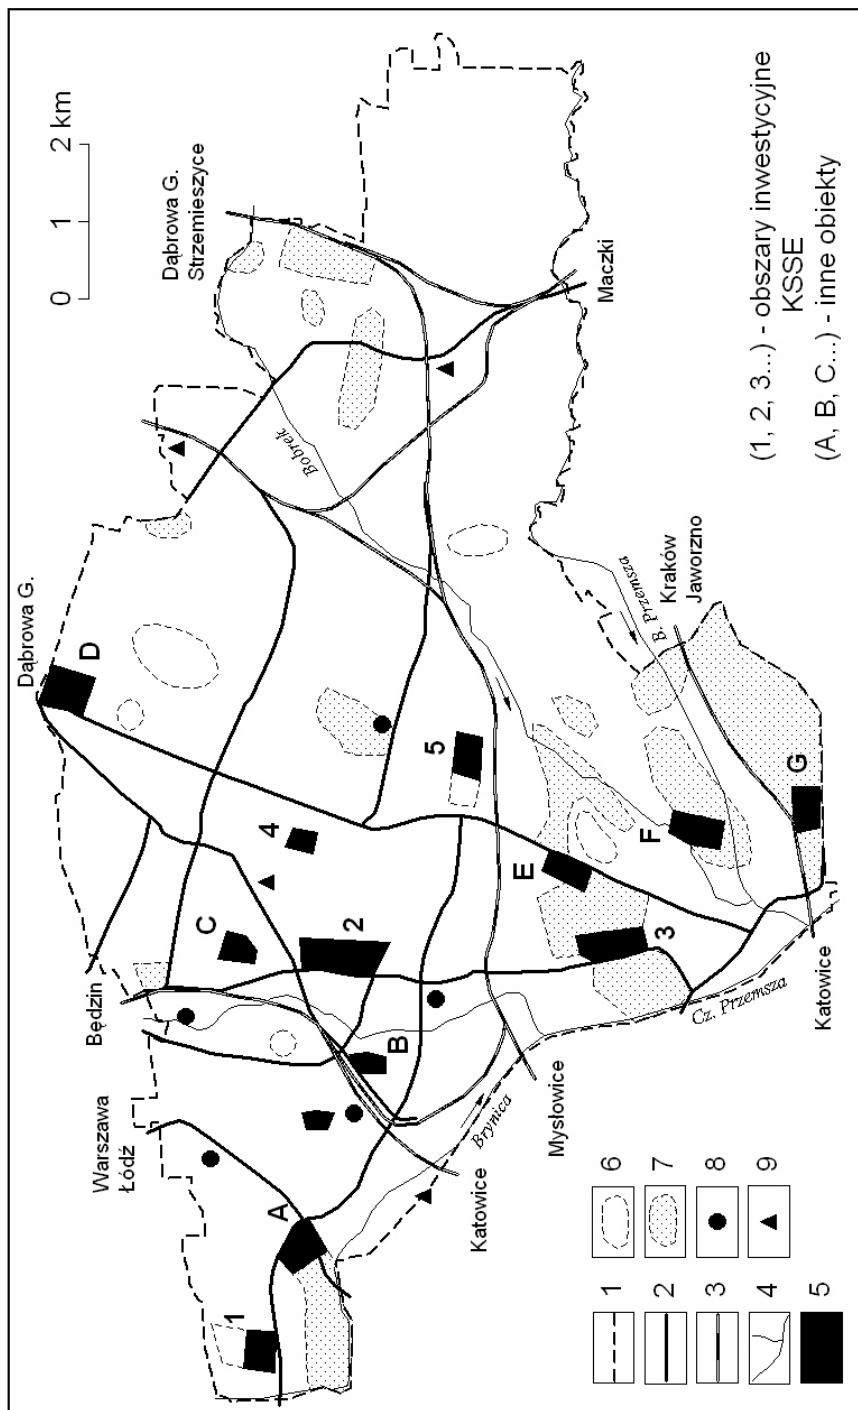 Dąbrowa G.
Będzin
Warszawa
Łódź
Dąbrowa G.
Strzemieszyce
0 1 2 km
D
4
C
2
5
B
A
1
E
F
3
G
Bobrek
Brynica
Cz. Przemsza
B. Przemsza
Katowice
Mysłowice
Katowice
Kraków
Jaworzno
Maczki
1
2
3
4
5
6
7
8
9
(1, 2, 3...) - obszary inwestycyjne
KSSE
(A, B, C...) - inne obiekty